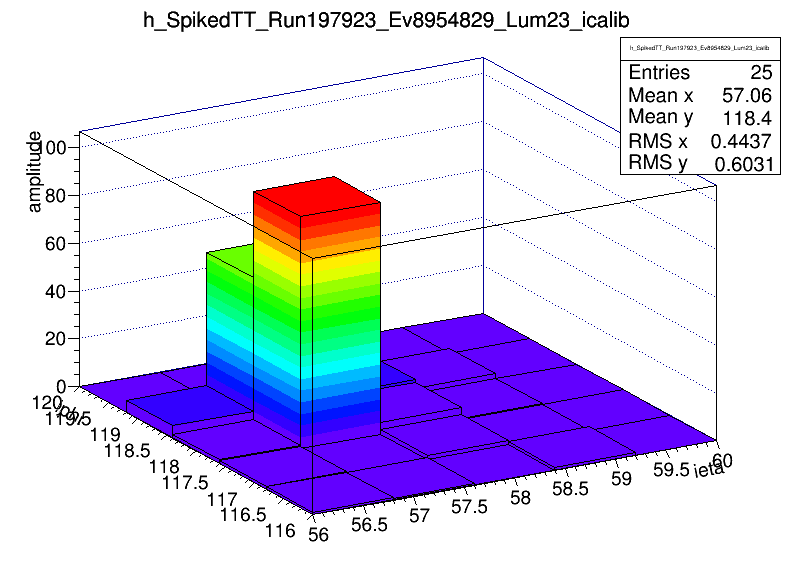 h_SpikedTT_Run197923_Ev8954829_Lum23_icalib
h_SpikedTT_Run197923_Ev8954829_Lum23_icalib
Entries 25
Mean x 57.06
Mean y 118.4
RMS x 0.4437
RMS y 0.6031
amplitude
100
80
60
40
20
0
120
119.5
119
118.5
118
117.5
117
116.5
116
56
56.5
57
57.5
58
58.5
59
59.5
60
ieta